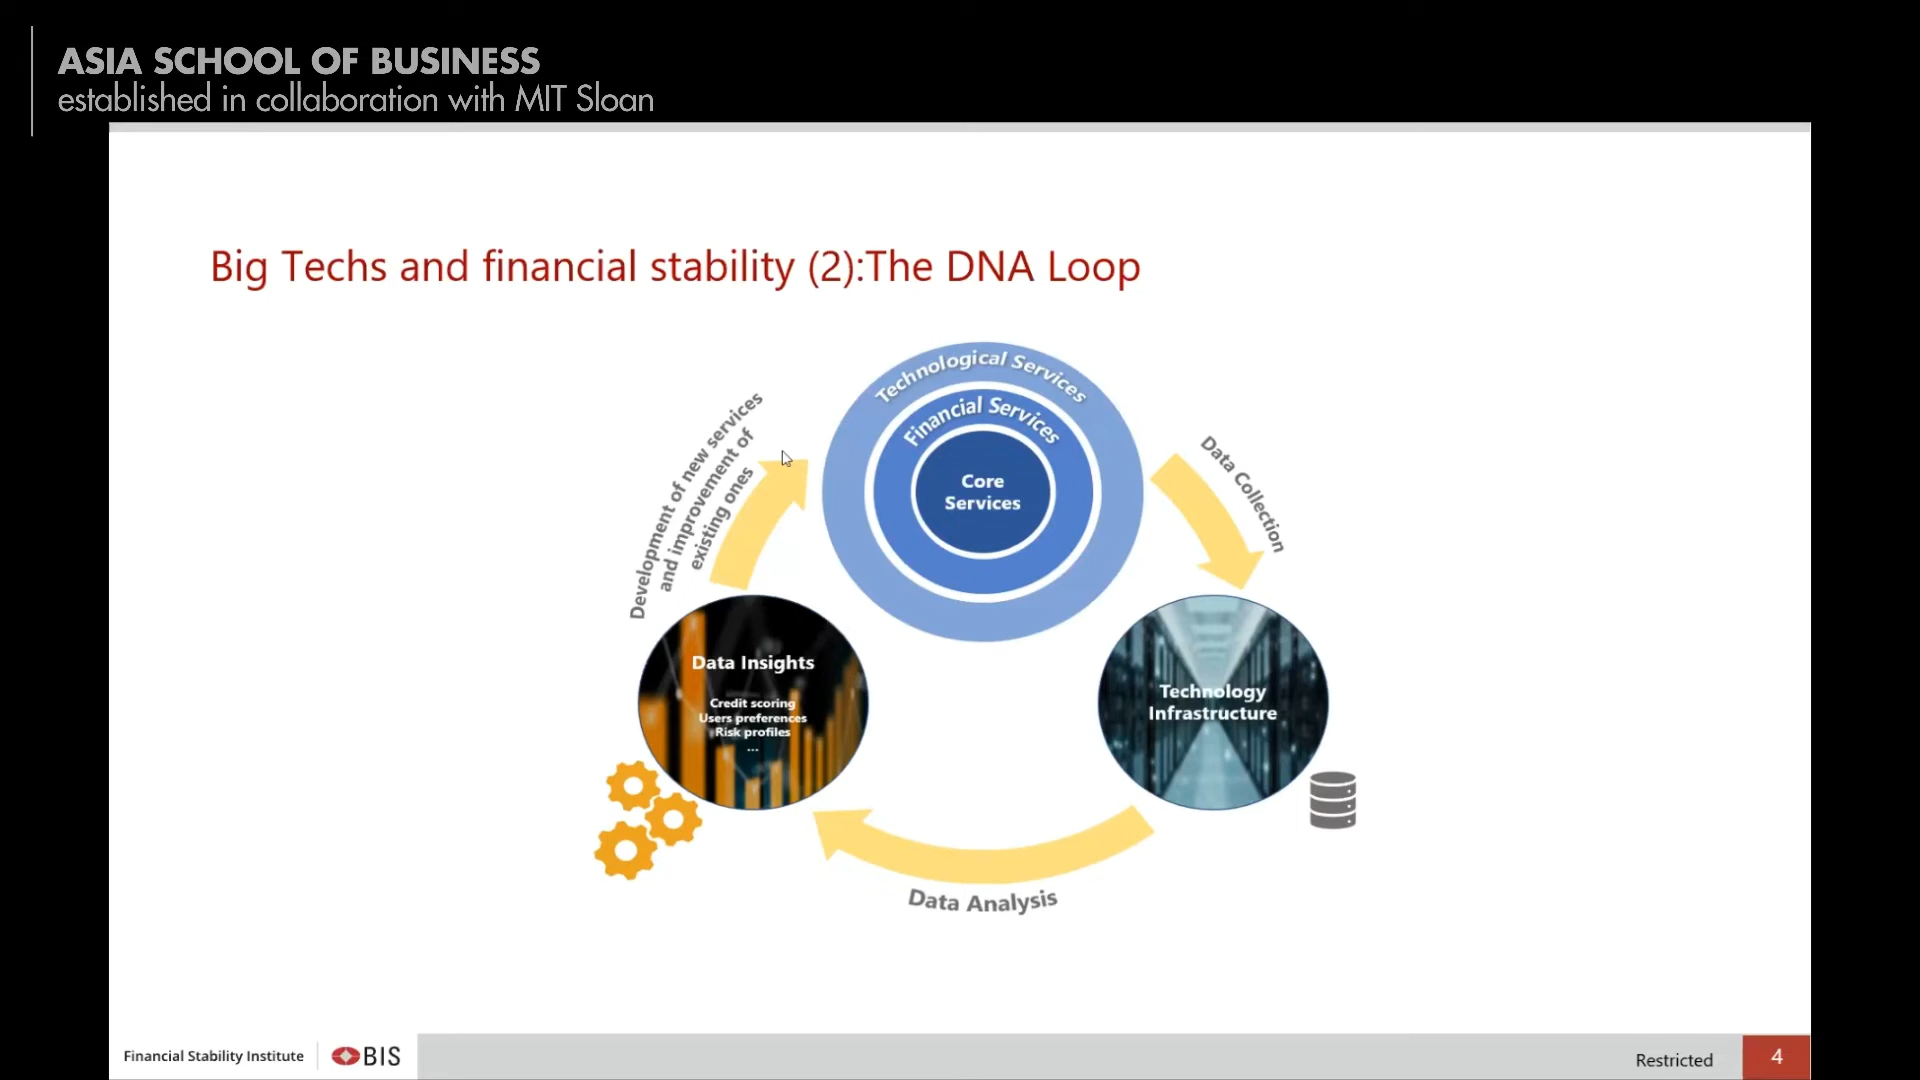 ASIA SCHOOL OF BUSINESS
established in collaboration with MIT Sloan
Big Techs and financial stability (2):The DNA Loop
Technological Services
Financial Services
Core
Services
Development of new services
and improvement of
existing ones
Data Collection
Data Insights
Credit scoring
Users preferences
Risk profiles
...
Technology
Infrastructure
Data Analysis
Financial Stability Institute
BIS
Restricted
4